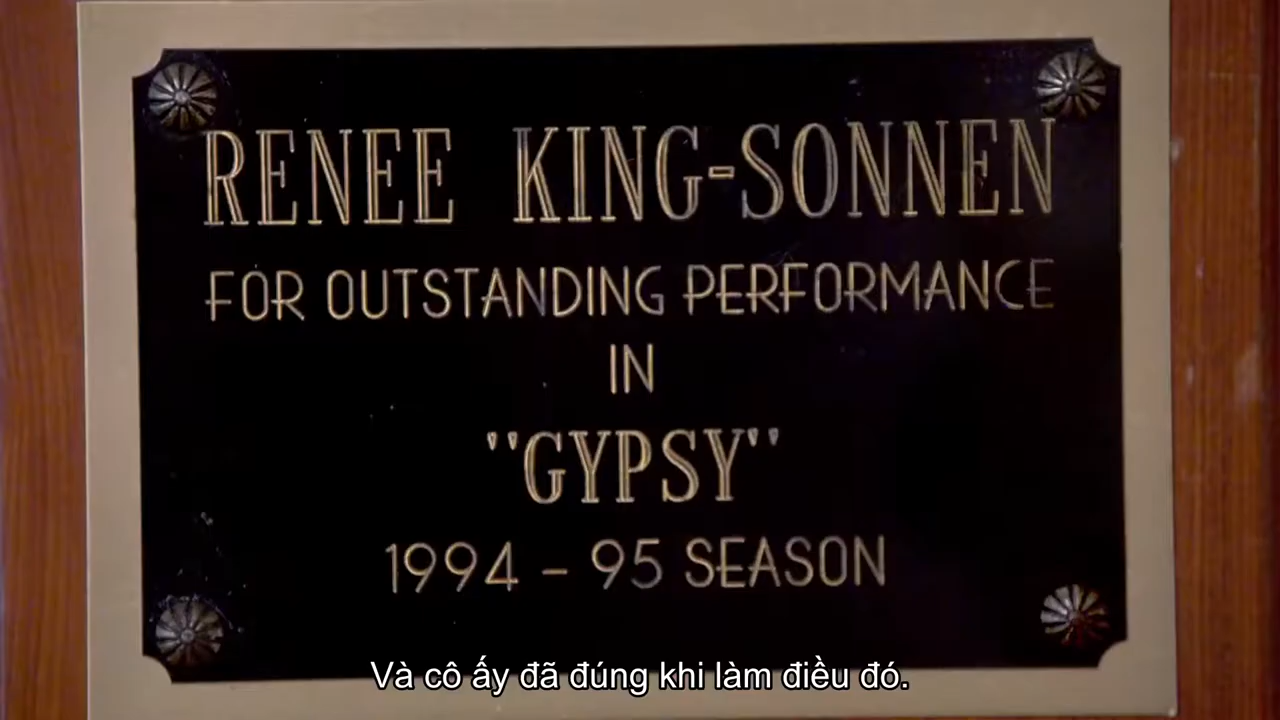 RENEE KING-SONNEN
FOR OUTSTANDING PERFORMANCE
IN
"GYPSY"
1994 - 95 SEASON
Và cô ấy đã đúng khi làm điều đó.